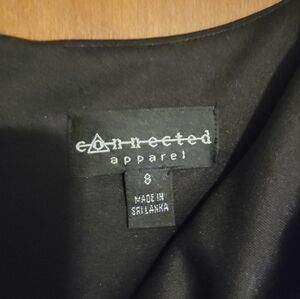 connected
apparel
8
MADE IN
SRI LANKA